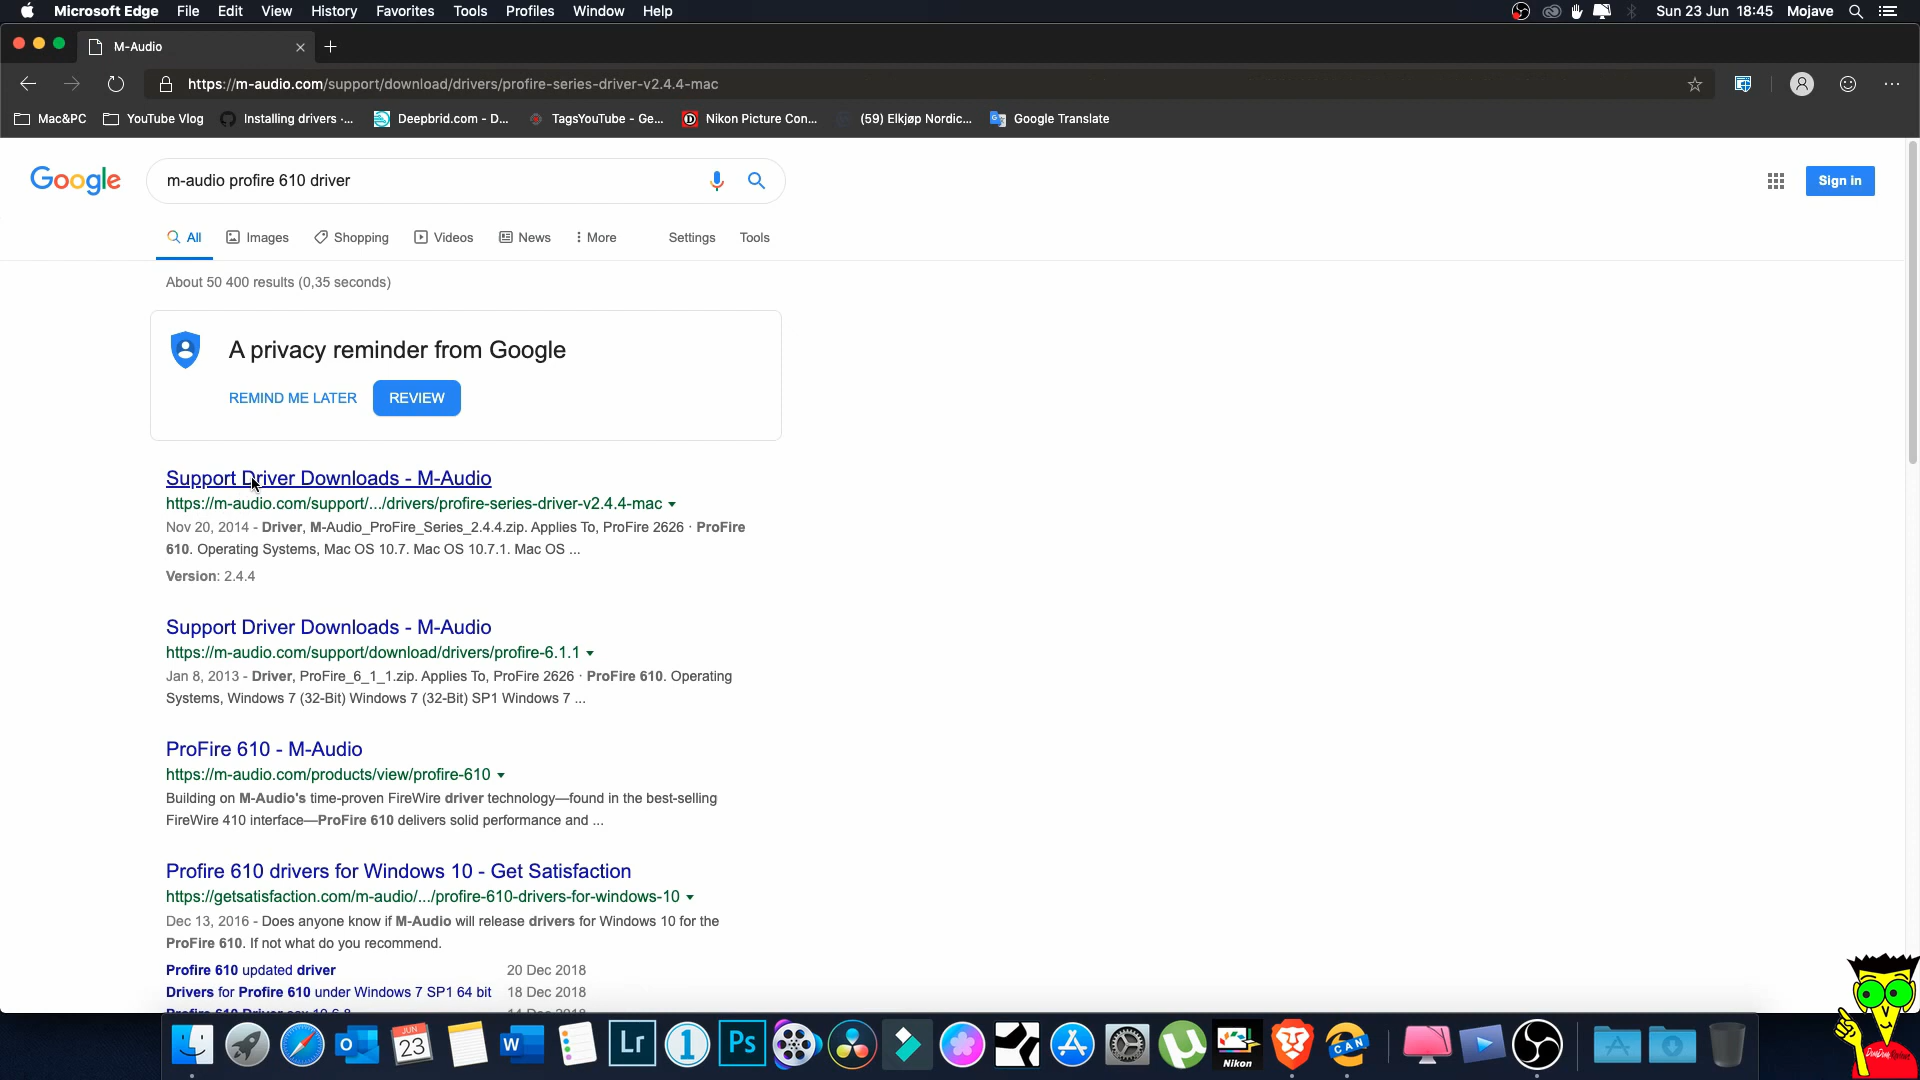 Microsoft Edge File Edit View History Favorites Tools Profiles Window Help Sun 23 Jun 18:45 Mojave
M-Audio
https://m-audio.com/support/download/drivers/profire-series-driver-v2.4.4-mac
Mac&PC YouTube Vlog Installing drivers -... Deepbrid.com - D... TagsYouTube - Ge... Nikon Picture Con... (59) Elkjøp Nordic... Google Translate
Google m-audio profire 610 driver Sign in
All Images Shopping Videos News More Settings Tools
About 50 400 results (0,35 seconds)
A privacy reminder from Google
REMIND ME LATER REVIEW
Support Driver Downloads - M-Audio
https://m-audio.com/support/.../drivers/profire-series-driver-v2.4.4-mac
Nov 20, 2014 - Driver, M-Audio_ProFire_Series_2.4.4.zip. Applies To, ProFire 2626 · ProFire
610. Operating Systems, Mac OS 10.7. Mac OS 10.7.1. Mac OS ...
Version: 2.4.4
Support Driver Downloads - M-Audio
https://m-audio.com/support/download/drivers/profire-6.1.1
Jan 8, 2013 - Driver, ProFire_6_1_1.zip. Applies To, ProFire 2626 · ProFire 610. Operating
Systems, Windows 7 (32-Bit) Windows 7 (32-Bit) SP1 Windows 7 ...
ProFire 610 - M-Audio
https://m-audio.com/products/view/profire-610
Building on M-Audio's time-proven FireWire driver technology—found in the best-selling
FireWire 410 interface—ProFire 610 delivers solid performance and ...
Profire 610 drivers for Windows 10 - Get Satisfaction
https://getsatisfaction.com/m-audio/.../profire-610-drivers-for-windows-10
Dec 13, 2016 - Does anyone know if M-Audio will release drivers for Windows 10 for the
ProFire 610. If not what do you recommend.
Profire 610 updated driver 20 Dec 2018
Drivers for Profire 610 under Windows 7 SP1 64 bit 18 Dec 2018
JUN
23
W
Lr
1
Ps
Nikon
CAN